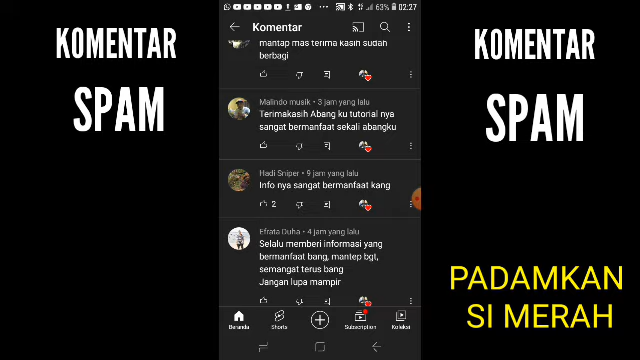 KOMENTAR
SPAM
63% 02:27
Komentar
mantap mas terima kasih sudah
berbagi
Malindo musik • 3 jam yang lalu
Terimakasih Abang ku tutorial nya
sangat bermanfaat sekali abangku
Hadi Sniper • 9 jam yang lalu
Info nya sangat bermanfaat kang
2
Efrata Duha • 4 jam yang lalu
Selalu memberi informasi yang
bermanfaat bang, mantep bgt,
semangat terus bang
Jangan lupa mampir
Beranda
Shorts
Subscription
Koleksi
KOMENTAR
SPAM
PADAMKAN
SI MERAH